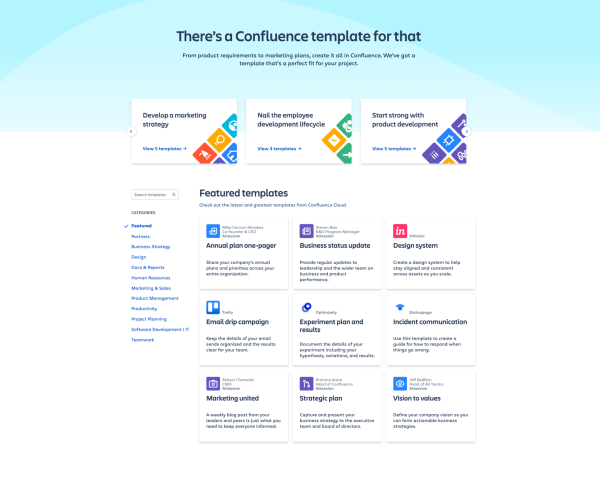 There's a Confluence template for that
From product requirements to marketing plans, create it all in Confluence. We've got a
template that's a perfect fit for your project.
Develop a marketing
strategy
View 5 templates →
Nail the employee
development lifecycle
View 3 templates →
Start strong with
product development
View 5 templates →
Search templates
CATEGORIES
Featured
Partners
Business Strategy
Design
Docs & Reports
Human Resources
Marketing & Sales
Product Management
Productivity
Project Planning
Software Development | IT
Teamwork
Featured templates
Check out the latest and greatest templates from Confluence Cloud.
Mike Cannon-Brookes
Co-founder & CEO
Atlassian
Annual plan one-pager
Share your company's annual
plans and priorities across your
entire organization.
R&D Program Manager
Atlassian
Business status update
Provide regular updates to
leadership and the wider team on
business and product
performance.
in
InVision
Design system
Create a design system to help
stay aligned and consistent
across assets as you scale.
Trello
Email drip campaign
Keep the details of your email
sends organized and the results
clear for your team.
Optimizely
Experiment plan and
results
Document the details of your
experiment including your
hypothesis, variations, and results.
Statuspage
Incident communication
Use this template to create a
guide for how to respond when
things go wrong.
Robert Chatwani
CMO
Atlassian
Marketing united
A weekly blog post from your
leaders and peers is just what you
need to keep everyone informed.
Pratima Arora
Head of Confluence
Atlassian
Strategic plan
Capture and present your
business strategy to the executive
team and board of directors.
Jeff Redfern
Head of All Teams
Atlassian
Vision to values
Define your company vision so you
can form actionable business
strategies.